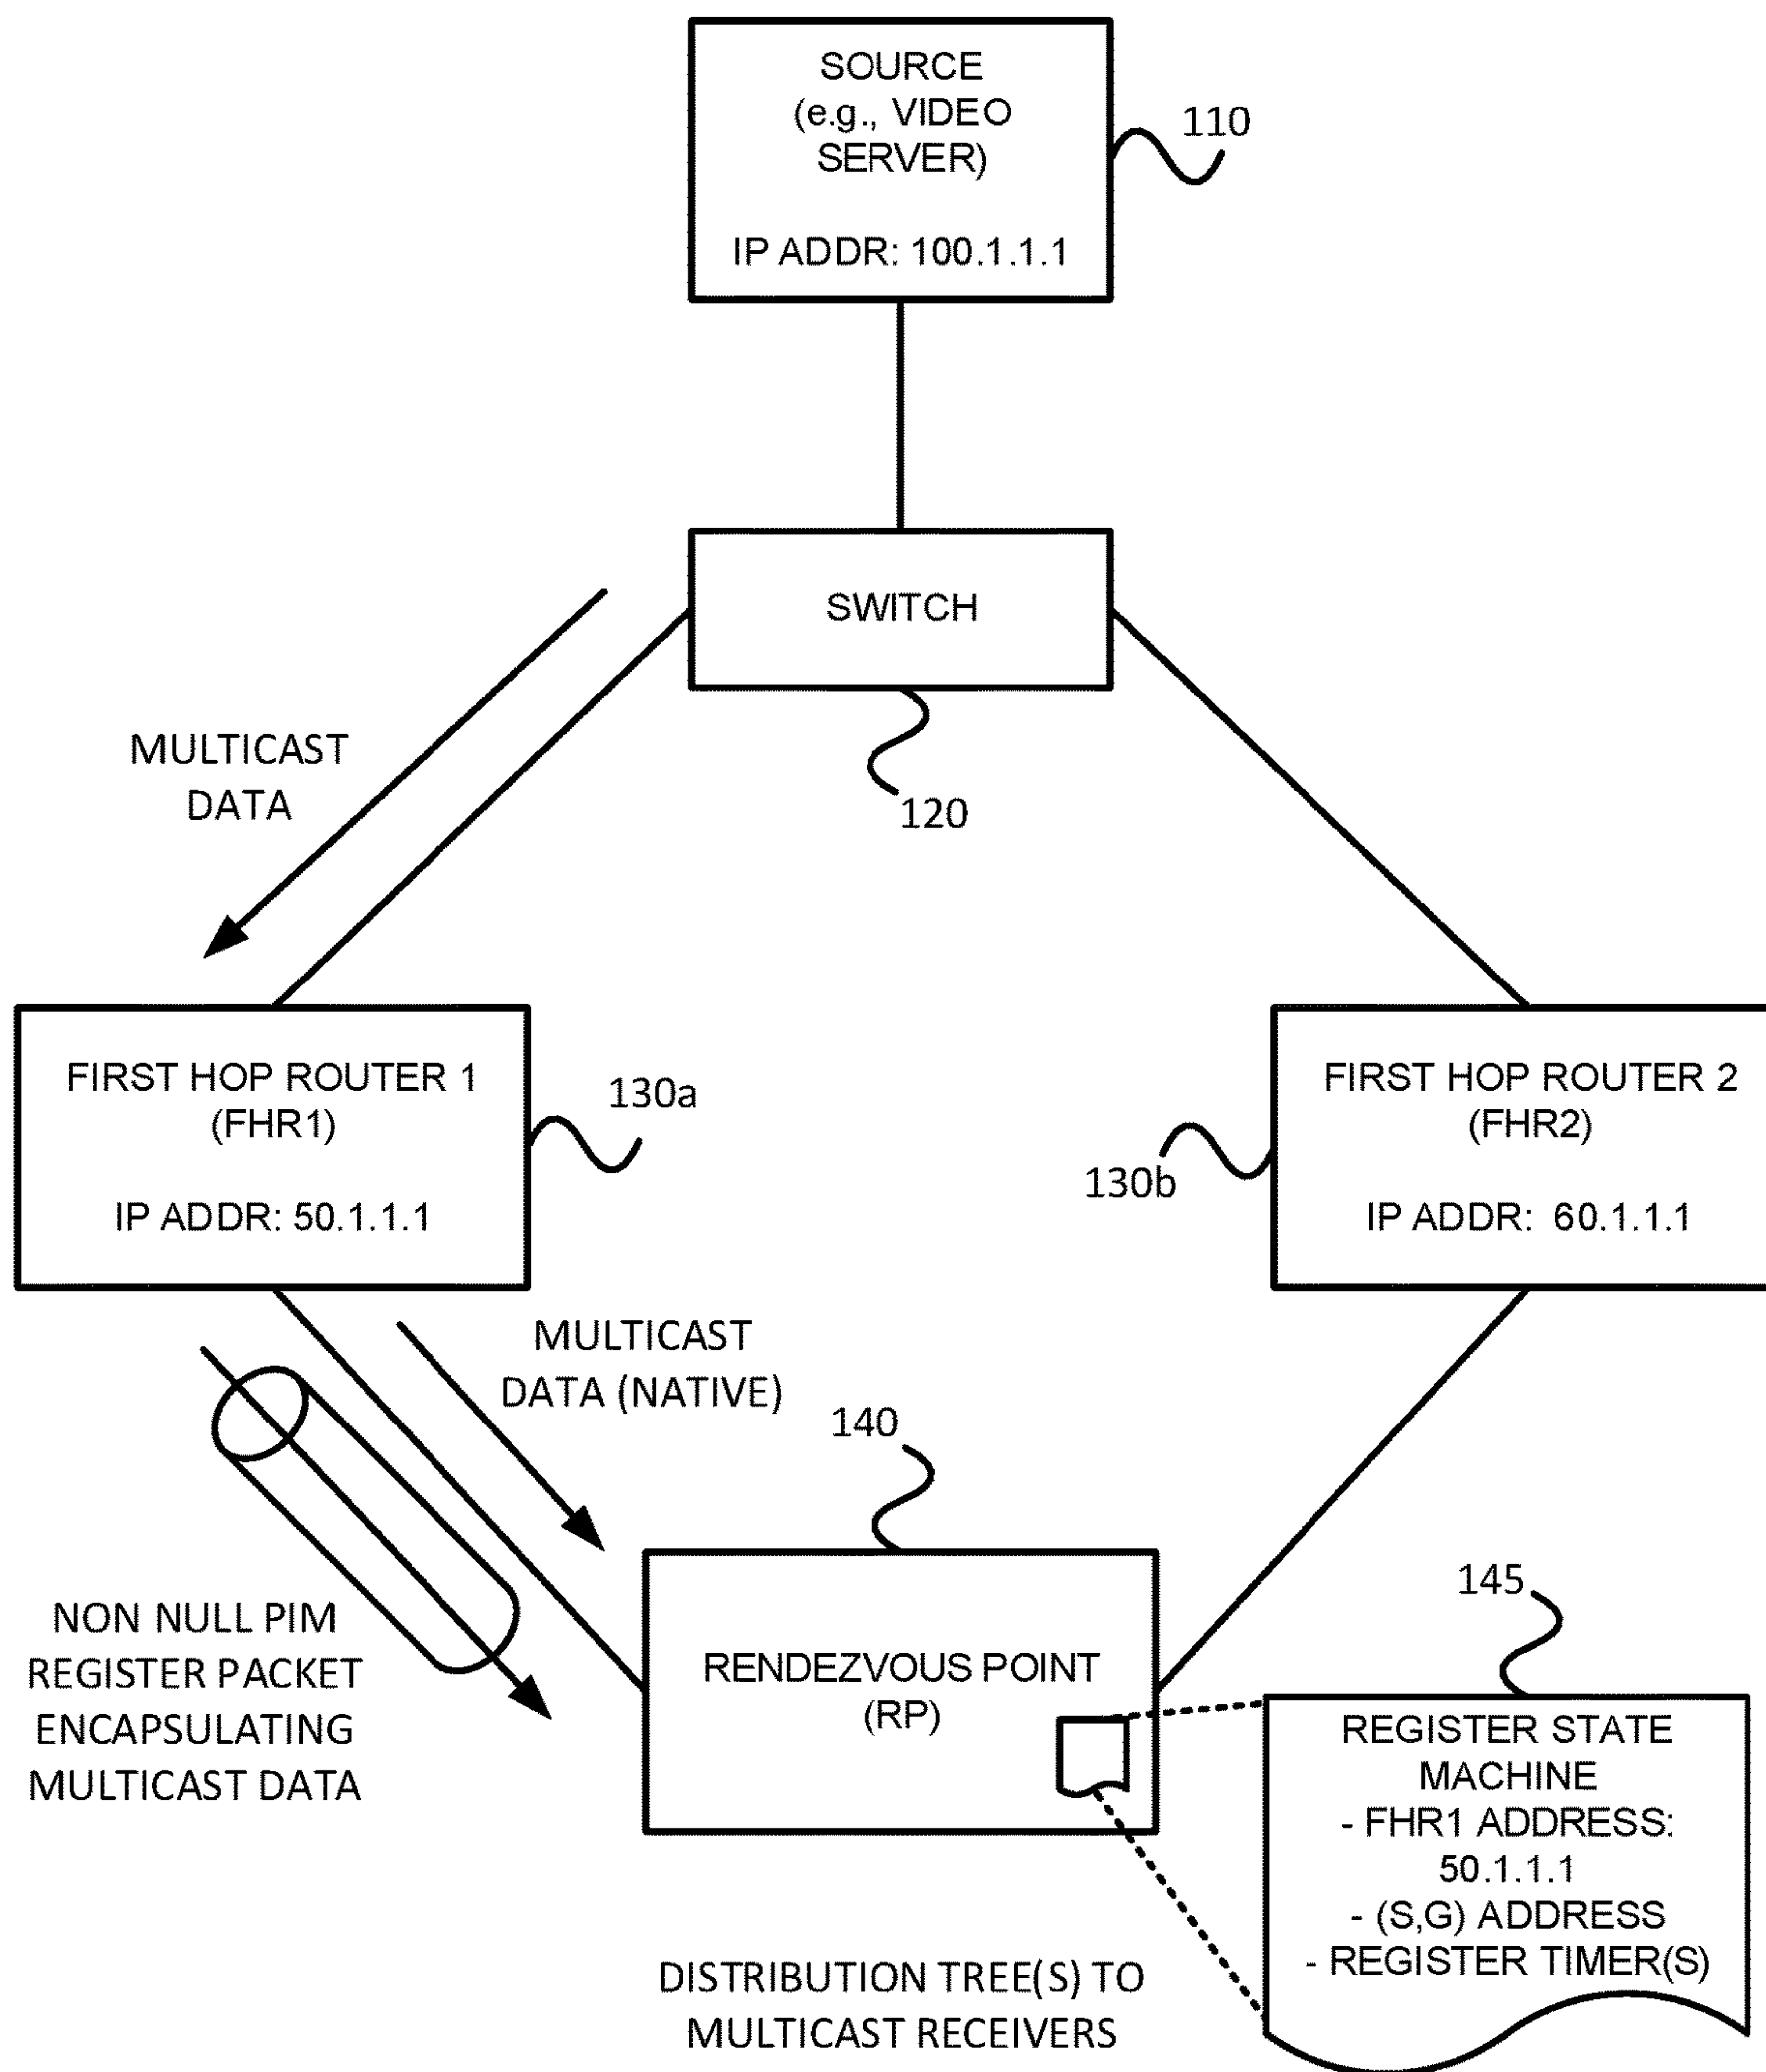 SOURCE
(e.g., VIDEO
SERVER)
IP ADDR: 100.1.1.1
110
SWITCH
120
MULTICAST
DATA
FIRST HOP ROUTER 1
(FHR1)
IP ADDR: 50.1.1.1
130a
FIRST HOP ROUTER 2
(FHR2)
IP ADDR: 60.1.1.1
130b
MULTICAST
DATA (NATIVE)
NON NULL PIM
REGISTER PACKET
ENCAPSULATING
MULTICAST DATA
140
RENDEZVOUS POINT
(RP)
145
REGISTER STATE
MACHINE
- FHR1 ADDRESS:
50.1.1.1
- (S,G) ADDRESS
- REGISTER TIMER(S)
DISTRIBUTION TREE(S) TO
MULTICAST RECEIVERS